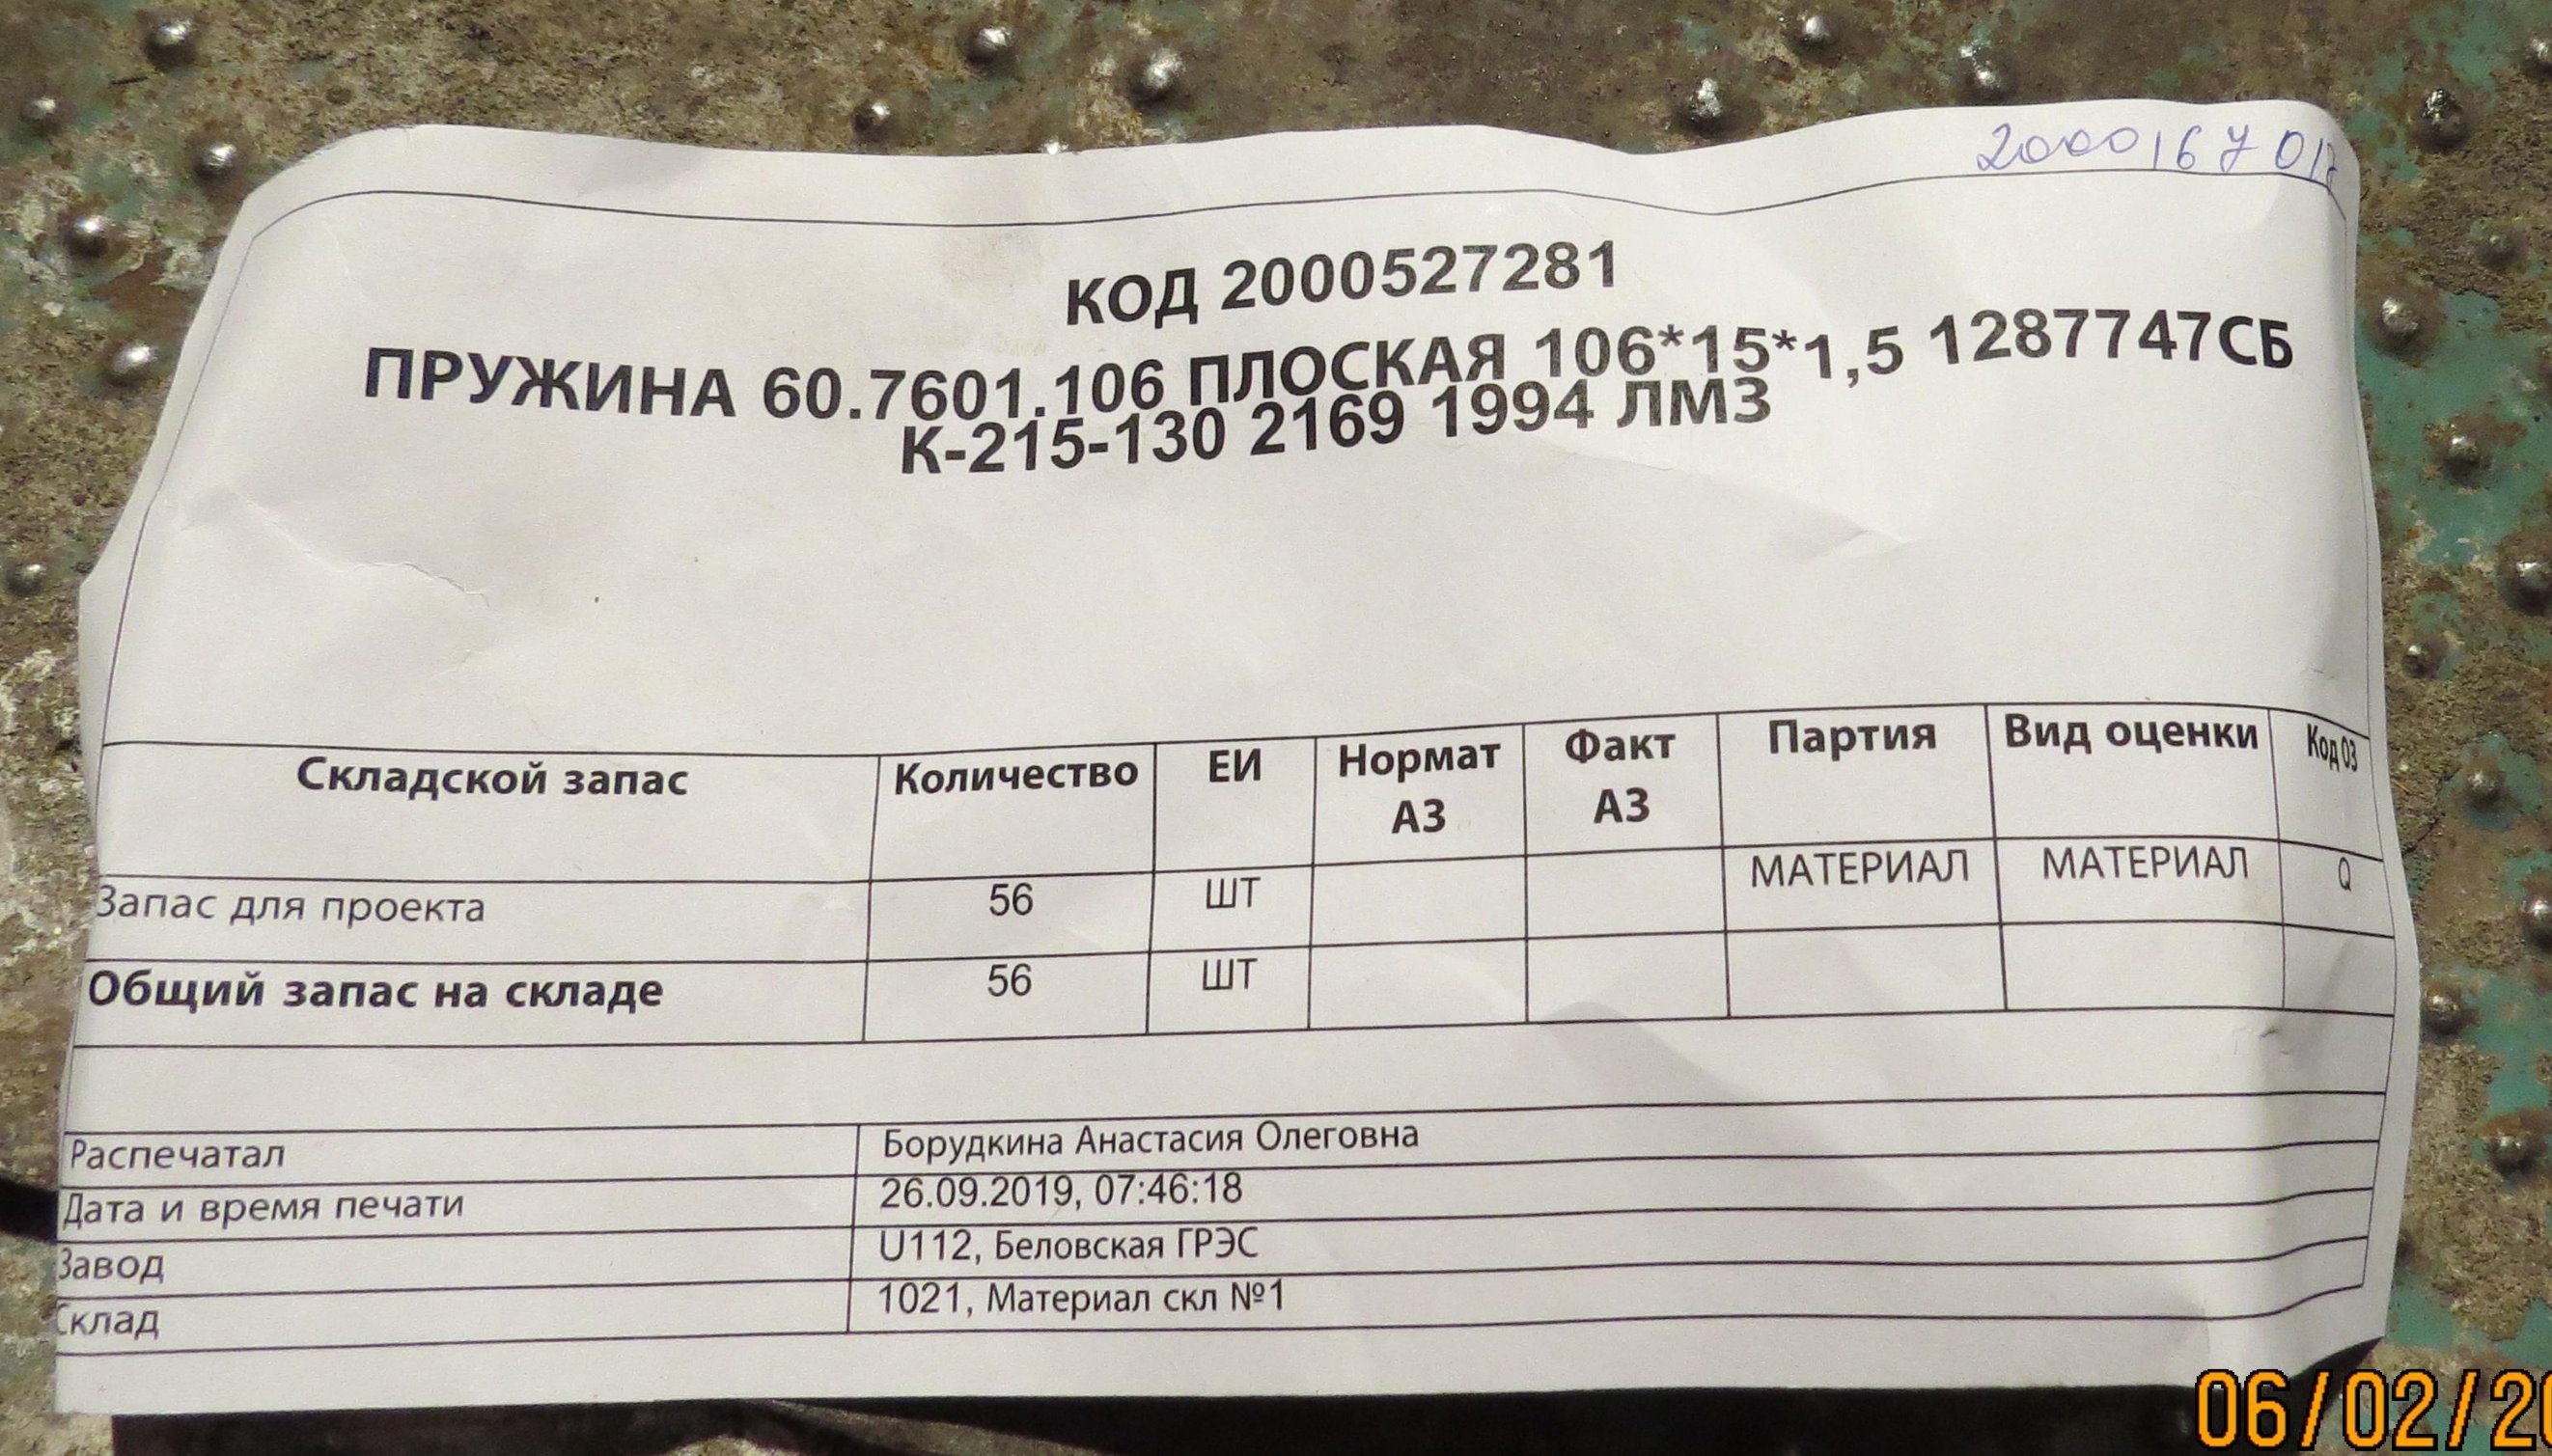 КОД 2000527281
ПРУЖИНА 60.7601.106 ПЛОСКАЯ 106*15*1,5 1287747СБ
К-215-130 2169 1994 ЛМЗ
Складской запас Количество ЕИ Нормат АЗ Факт АЗ Партия Вид оценки Код ОЗ
Запас для проекта 56 ШТ МАТЕРИАЛ МАТЕРИАЛ Q
Общий запас на складе 56 ШТ
Распечатал Борудкина Анастасия Олеговна
Дата и время печати 26.09.2019, 07:46:18
Завод U112, Беловская ГРЭС
Склад 1021, Материал скл №1
06/02/20